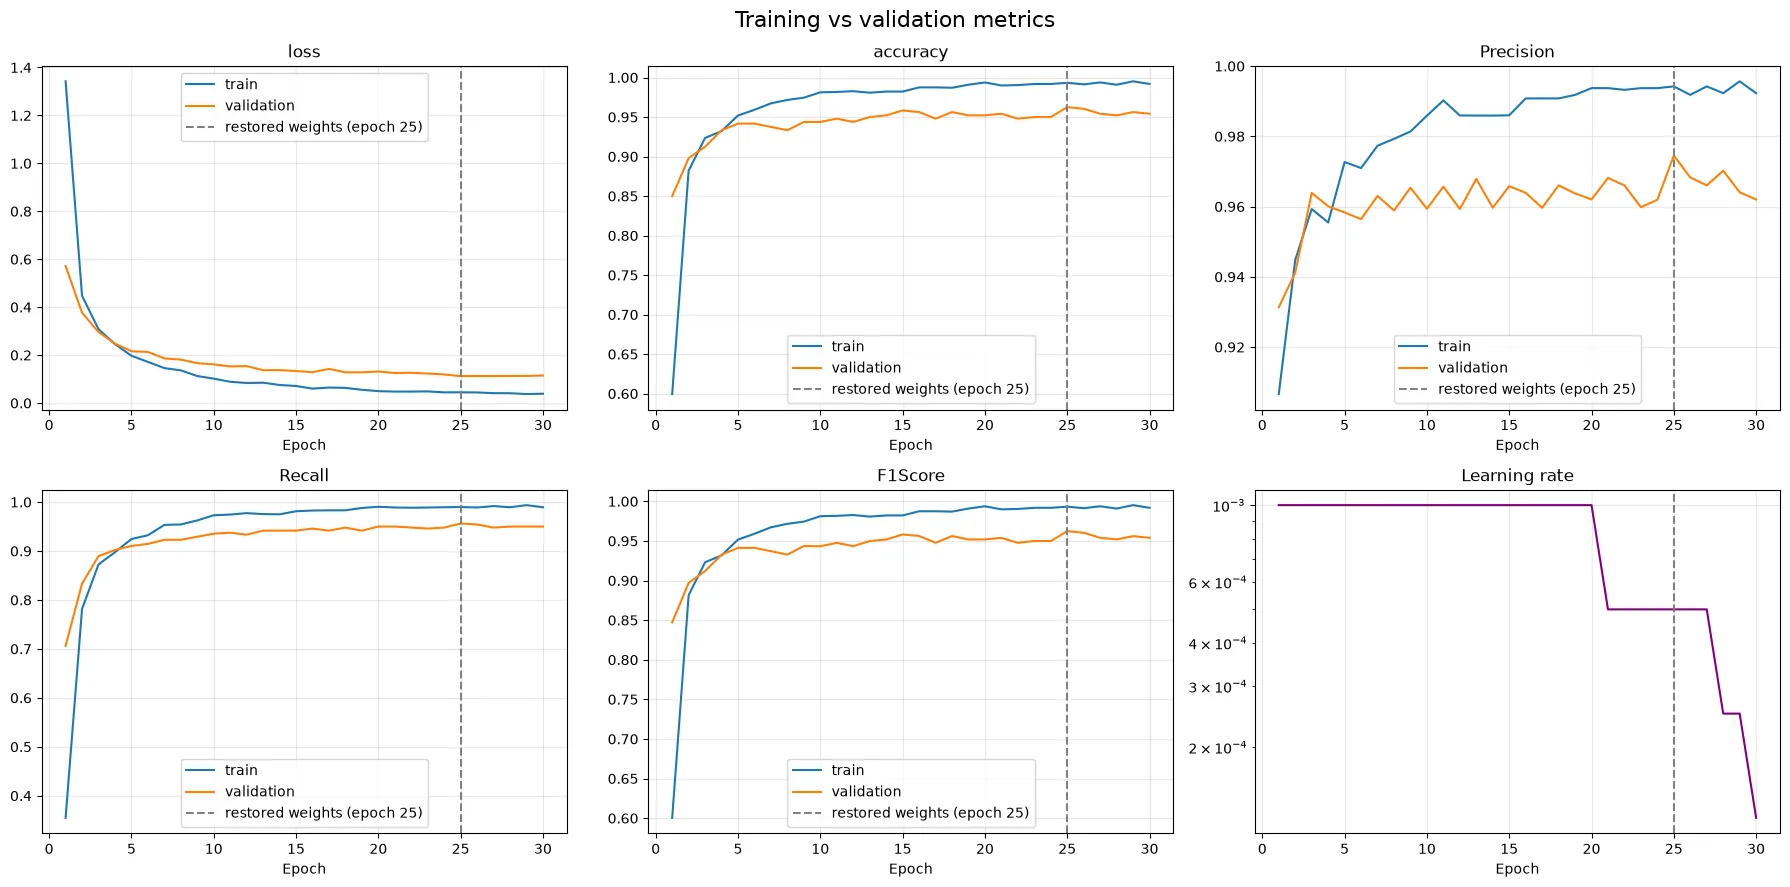 Training vs validation metrics
loss
1.4
1.2
1.0
0.8
0.6
0.4
0.2
0.0
train
validation
restored weights (epoch 25)
0 5 10 15 20 25 30
Epoch
accuracy
1.00
0.95
0.90
0.85
0.80
0.75
0.70
0.65
0.60
train
validation
restored weights (epoch 25)
0 5 10 15 20 25 30
Epoch
Precision
1.00
0.98
0.96
0.94
0.92
train
validation
restored weights (epoch 25)
0 5 10 15 20 25 30
Epoch
Recall
1.0
0.9
0.8
0.7
0.6
0.5
0.4
train
validation
restored weights (epoch 25)
0 5 10 15 20 25 30
Epoch
F1Score
1.00
0.95
0.90
0.85
0.80
0.75
0.70
0.65
0.60
train
validation
restored weights (epoch 25)
0 5 10 15 20 25 30
Epoch
Learning rate
10⁻³
6 × 10⁻⁴
4 × 10⁻⁴
3 × 10⁻⁴
2 × 10⁻⁴
0 5 10 15 20 25 30
Epoch